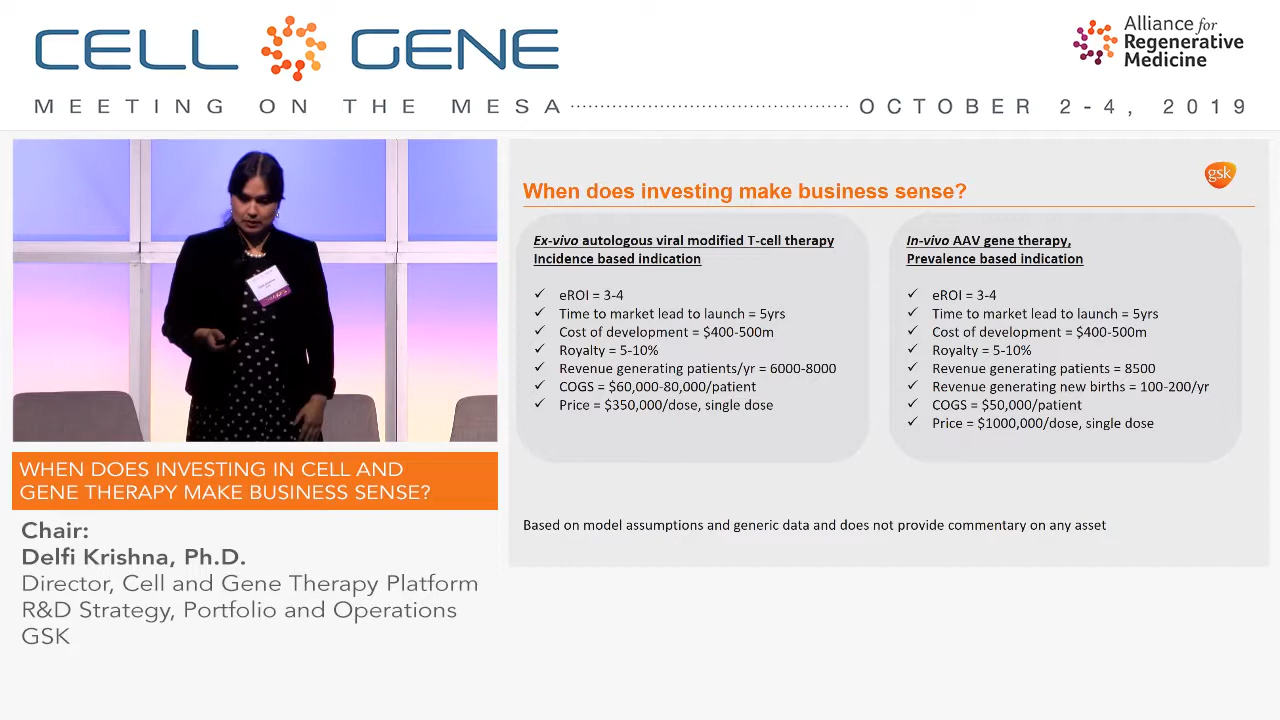 CELL GENE
Alliance for
Regenerative
Medicine
MEETING ON THE MESA OCTOBER 2-4, 2019
gsk
When does investing make business sense?
Ex-vivo autologous viral modified T-cell therapy
Incidence based indication
✓ eROI = 3-4
✓ Time to market lead to launch = 5yrs
✓ Cost of development = $400-500m
✓ Royalty = 5-10%
✓ Revenue generating patients/yr = 6000-8000
✓ COGS = $60,000-80,000/patient
✓ Price = $350,000/dose, single dose
In-vivo AAV gene therapy,
Prevalence based indication
✓ eROI = 3-4
✓ Time to market lead to launch = 5yrs
✓ Cost of development = $400-500m
✓ Royalty = 5-10%
✓ Revenue generating patients = 8500
✓ Revenue generating new births = 100-200/yr
✓ COGS = $50,000/patient
✓ Price = $1000,000/dose, single dose
Based on model assumptions and generic data and does not provide commentary on any asset
WHEN DOES INVESTING IN CELL AND
GENE THERAPY MAKE BUSINESS SENSE?
Chair:
Delfi Krishna, Ph.D.
Director, Cell and Gene Therapy Platform
R&D Strategy, Portfolio and Operations
GSK